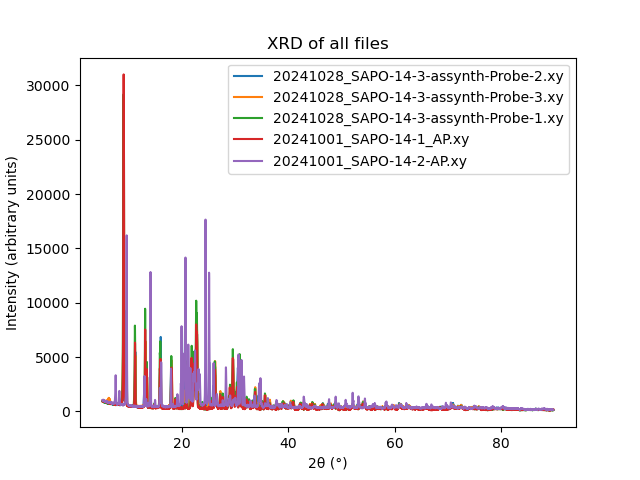 XRD of all files
30000
25000
20000
15000
10000
5000
0
Intensity (arbitrary units)
20241028_SAPO-14-3-assynth-Probe-2.xy
20241028_SAPO-14-3-assynth-Probe-3.xy
20241028_SAPO-14-3-assynth-Probe-1.xy
20241001_SAPO-14-1_AP.xy
20241001_SAPO-14-2-AP.xy
20 40 60 80
2θ (°)